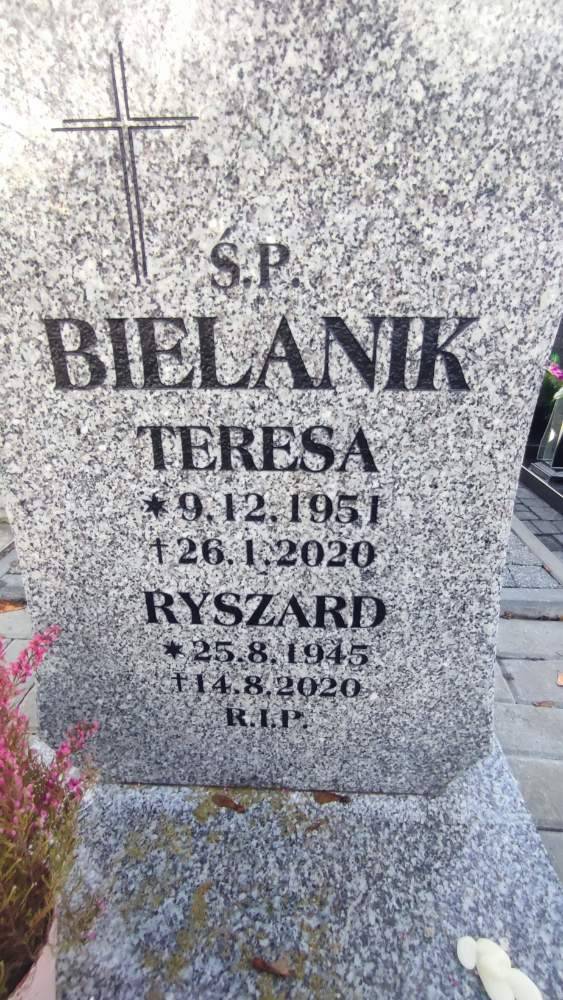 Ś.P.
BIELANIK
TERESA
* 9.12.1951
† 26.1.2020
RYSZARD
* 25.8.1945
† 14.8.2020
R.I.P.